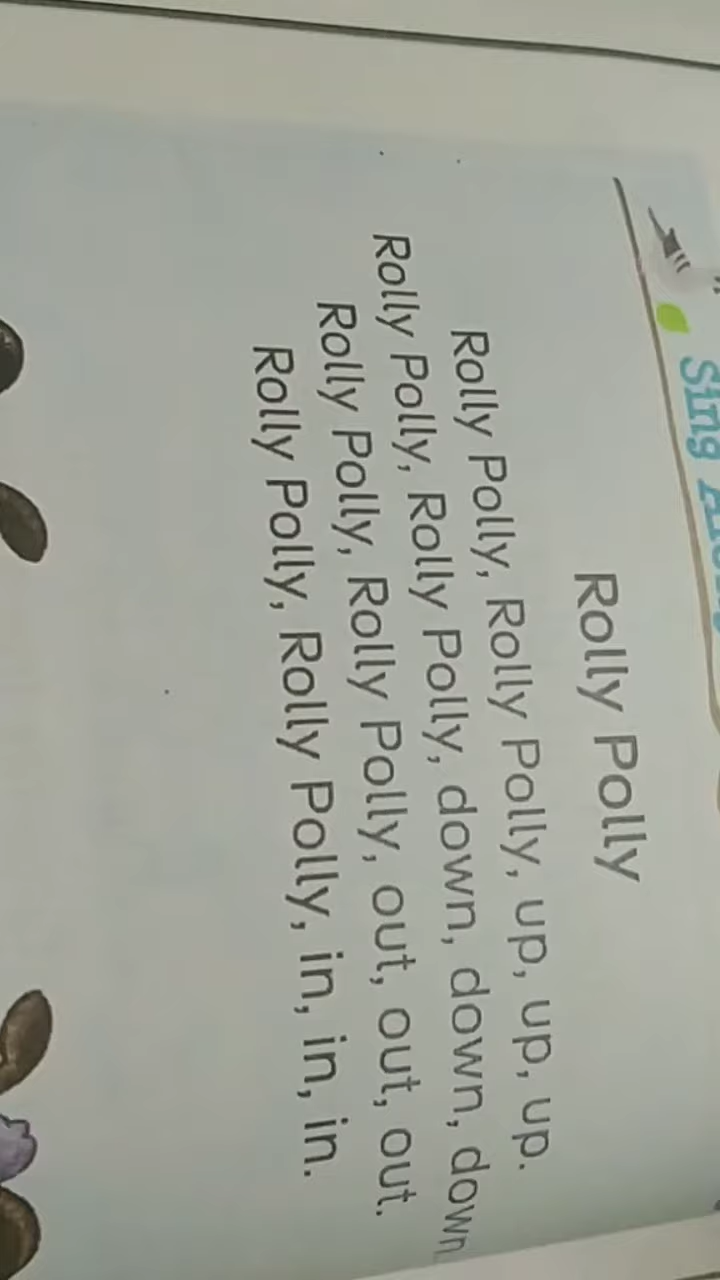 Sing
Rolly Polly
Rolly Polly, Rolly Polly, up, up, up.
Rolly Polly, Rolly Polly, down, down, down
Rolly Polly, Rolly Polly, out, out, out.
Rolly Polly, Rolly Polly, in, in, in.